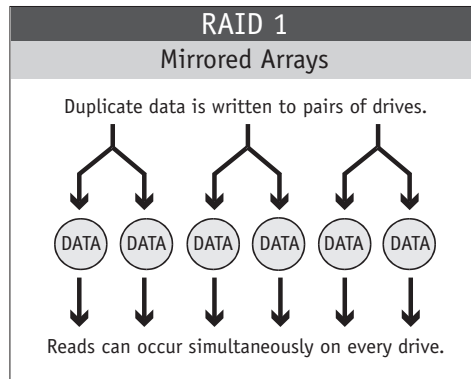 RAID 1
Mirrored Arrays
Duplicate data is written to pairs of drives.
DATA DATA DATA DATA DATA DATA
Reads can occur simultaneously on every drive.